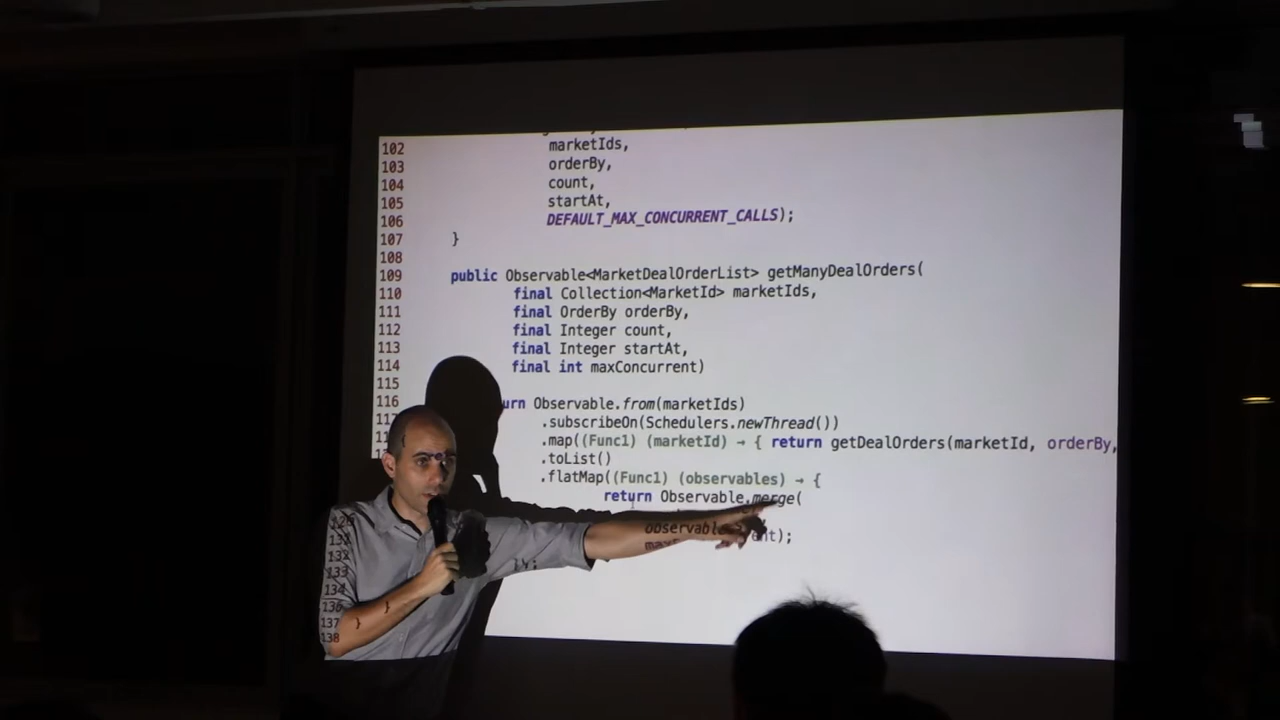 102 marketIds,
103 orderBy,
104 count,
105 startAt,
106 DEFAULT_MAX_CONCURRENT_CALLS);
107 }
108
109 public Observable<MarketDealOrderList> getManyDealOrders(
110 final Collection<MarketId> marketIds,
111 final OrderBy orderBy,
112 final Integer count,
113 final Integer startAt,
114 final int maxConcurrent)
115
116 urn Observable.from(marketIds)
.subscribeOn(Schedulers.newThread())
.map((Func1) (marketId) → { return getDealOrders(marketId, orderBy,
.toList()
.flatMap((Func1) (observables) → {
return Observable.merge(
observabl
nt);
132 });
133
134
136 }
137 }
138